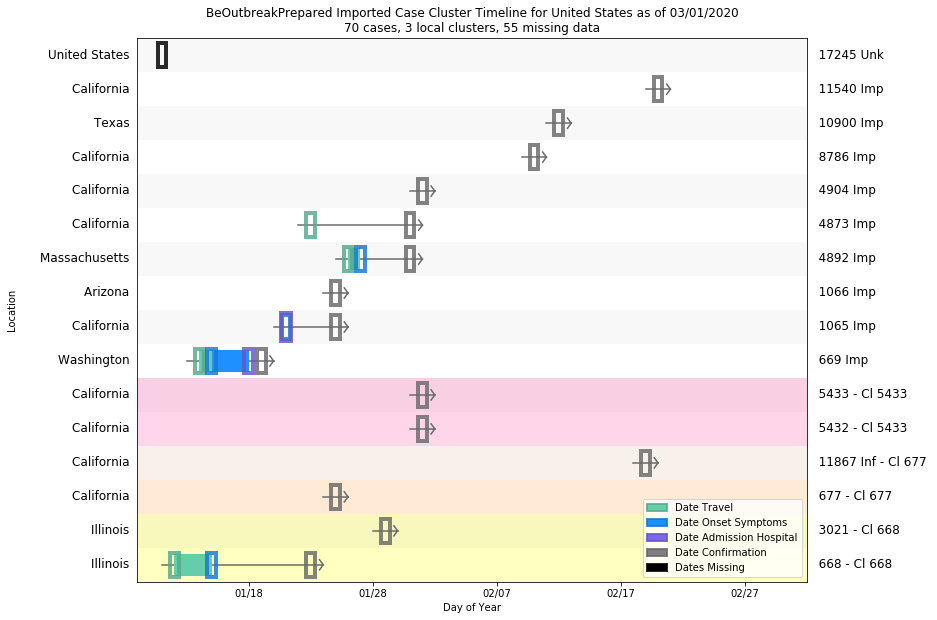 BeOutbreakPrepared Imported Case Cluster Timeline for United States as of 03/01/2020
70 cases, 3 local clusters, 55 missing data
United States 17245 Unk
California 11540 Imp
Texas 10900 Imp
California 8786 Imp
California 4904 Imp
California 4873 Imp
Massachusetts 4892 Imp
Arizona 1066 Imp
California 1065 Imp
Washington 669 Imp
California 5433 - Cl 5433
California 5432 - Cl 5433
California 11867 Inf - Cl 677
California 677 - Cl 677
Illinois 3021 - Cl 668
Illinois 668 - Cl 668
Location
Date Travel
Date Onset Symptoms
Date Admission Hospital
Date Confirmation
Dates Missing
01/18 01/28 02/07 02/17 02/27
Day of Year